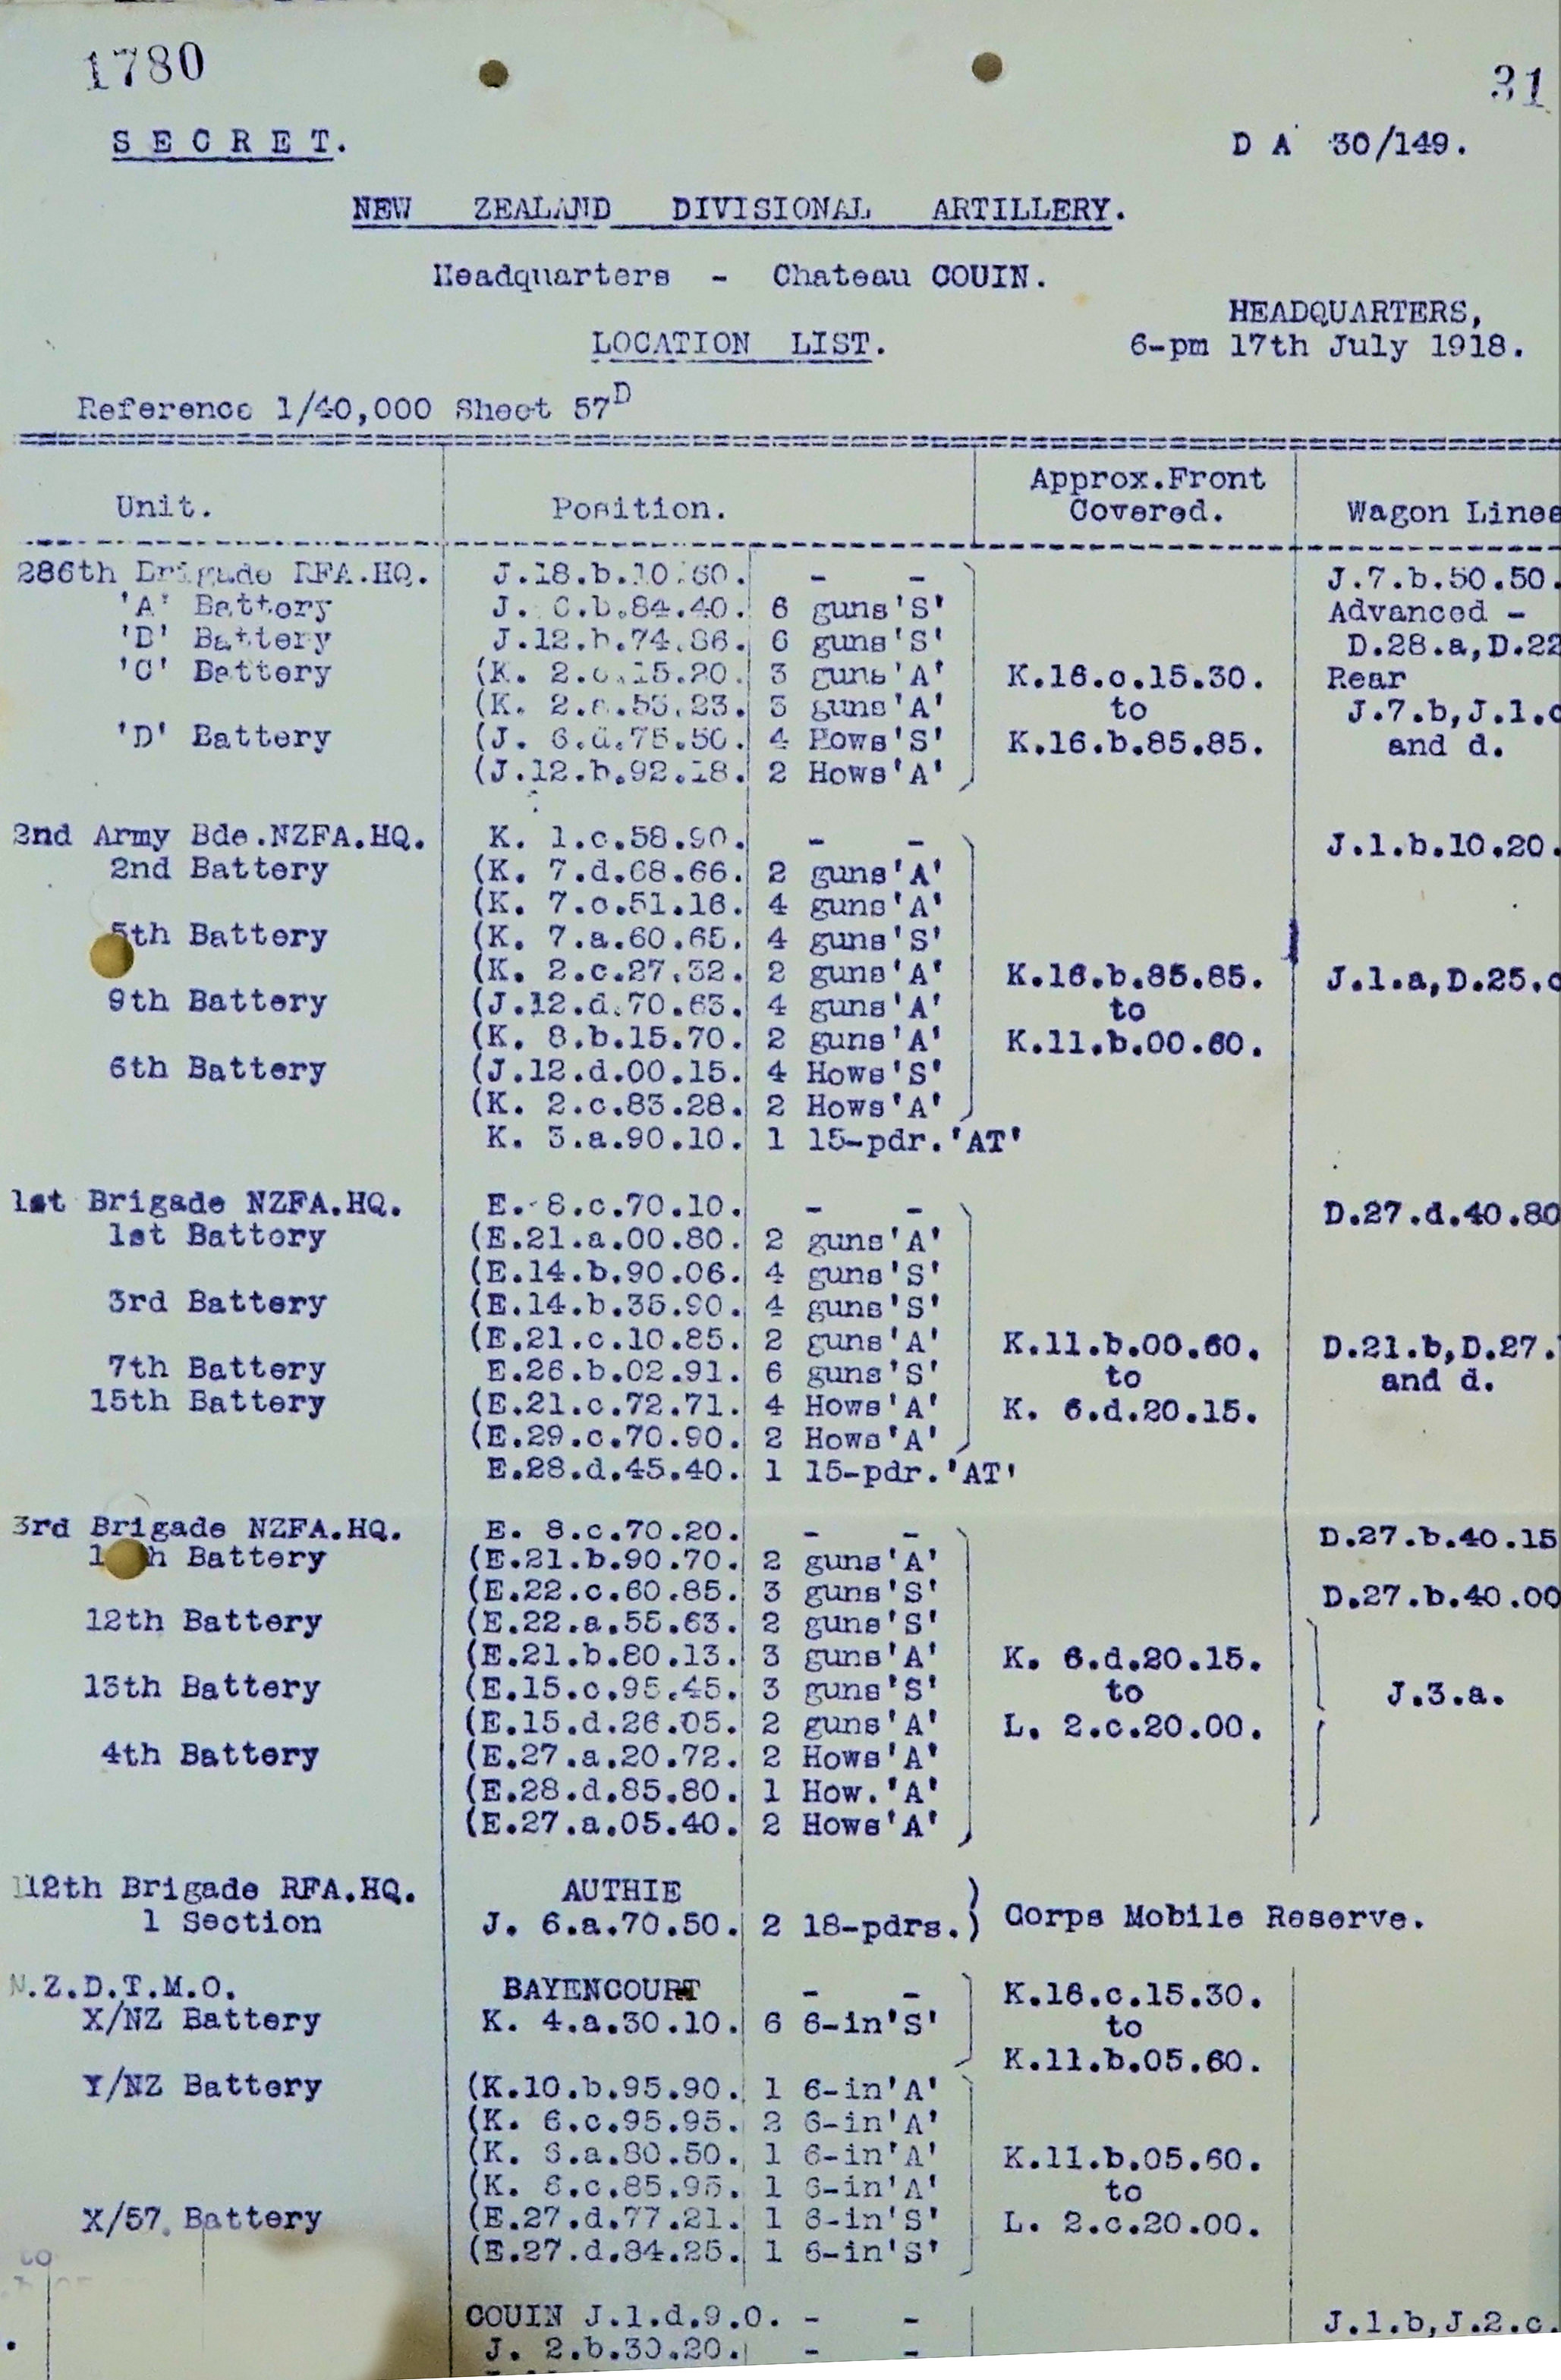 1780
31
S E C R E T.
D A 30/149.
NEW ZEALAND DIVISIONAL ARTILLERY.
Headquarters - Chateau COUIN.
HEADQUARTERS,
LOCATION LIST.
6-pm 17th July 1918.
Reference 1/40,000 Sheet 57D
Unit. Position. Approx.Front Covered. Wagon Lines
286th Brigade RFA.HQ. J.18.b.10.60. - - J.7.b.50.50.
'A' Battery J. .b.84.40. 6 guns'S' Advanced -
Battery J.12.b.74. 6 guns'S' D.28.a,D.22
'C' Battery (K. 2. .15.20. 3 guns'A' K.16.c.15.30. Rear
(K. 2. 23. 3 guns'A' to J.7.b,J.1.c
'D' Battery (J. 6.d.75.50. 4 Hows'S' K.16.b.85.85. and d.
(J.12.b.92.18. 2 Hows'A'
2nd Army Bde.NZFA.HQ. K. 1.c.58.90. - - J.1.b.10.20.
2nd Battery (K. 7.d.68.66. 2 guns'A'
(K. 7.c.51.16. 4 guns'A'
5th Battery (K. 7.a.60.65. 4 guns'S'
(K. 2.c.27.32. 2 guns'A' K.16.b.85.85. J.1.a,D.25.c
9th Battery (J.12.d.70.63. 4 guns'A' to
(K. 8.b.15.70. 2 guns'A' K.11.b.00.60.
6th Battery (J.12.d.00.15. 4 Hows'S'
(K. 2.c.83.28. 2 Hows'A'
K. 3.a.90.10. 1 15-pdr.'AT'
1st Brigade NZFA.HQ. E. 8.c.70.10. - - D.27.d.40.80
1st Battery (E.21.a.00.80. 2 guns'A'
(E.14.b.90.06. 4 guns'S'
3rd Battery (E.14.b.35.90. 4 guns'S'
(E.21.c.10.85. 2 guns'A' K.11.b.00.60. D.21.b,D.27.
7th Battery E.26.b.02.91. 6 guns'S' to and d.
15th Battery (E.21.c.72.71. 4 Hows'A' K. 6.d.20.15.
(E.29.c.70.90. 2 Hows'A'
E.28.d.45.40. 1 15-pdr.'AT'
3rd Brigade NZFA.HQ. E. 8.c.70.20. - - D.27.b.40.15
Battery (E.21.b.90.70. 2 guns'A'
(E.22.c.60.85. 3 guns'S' D.27.b.40.00
12th Battery (E.22.a.55.63. 2 guns'S'
(E.21.b.80.13. 3 guns'A' K. 6.d.20.15.
13th Battery (E.15.c.95.45. 3 guns'S' to J.3.a.
(E.15.d.26.05. 2 guns'A' L. 2.c.20.00.
4th Battery (E.27.a.20.72. 2 Hows'A'
(E.28.d.85.80. 1 How.'A'
(E.27.a.05.40. 2 Hows'A'
112th Brigade RFA.HQ. AUTHIE
1 Section J. 6.a.70.50. 2 18-pdrs.) Corps Mobile Reserve.
N.Z.D.T.M.O. BAYENCOURT - - K.16.c.15.30.
X/NZ Battery K. 4.a.30.10. 6 6-in'S' to
K.11.b.05.60.
Y/NZ Battery (K.10.b.95.90. 1 6-in'A'
(K. 6.c.95.95. 2 6-in'A'
(K. .a.80.50. 1 6-in'A' K.11.b.05.60.
(K. .c.85.95. 1 6-in'A' to
X/57. Battery (E.27.d.77.21. 1 6-in'S' L. 2.c.20.00.
(E.27.d.84.25. 1 6-in'S'
to
COUIN J.1.d.9.0. - - J.1.b,J.2.c.
J. 2.b.30.20. - -